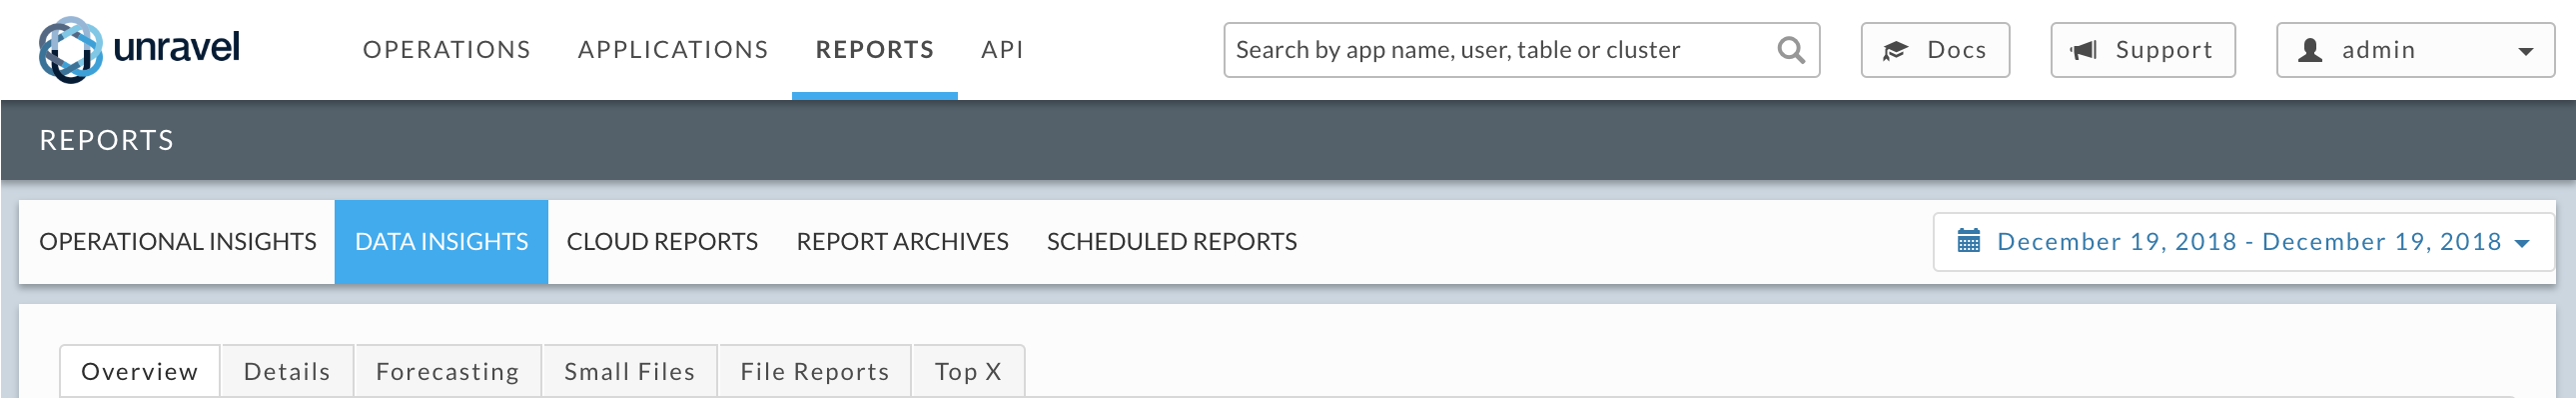 unravel OPERATIONS APPLICATIONS REPORTS API Search by app name, user, table or cluster Docs Support admin
REPORTS
OPERATIONAL INSIGHTS DATA INSIGHTS CLOUD REPORTS REPORT ARCHIVES SCHEDULED REPORTS December 19, 2018 - December 19, 2018
Overview Details Forecasting Small Files File Reports Top X